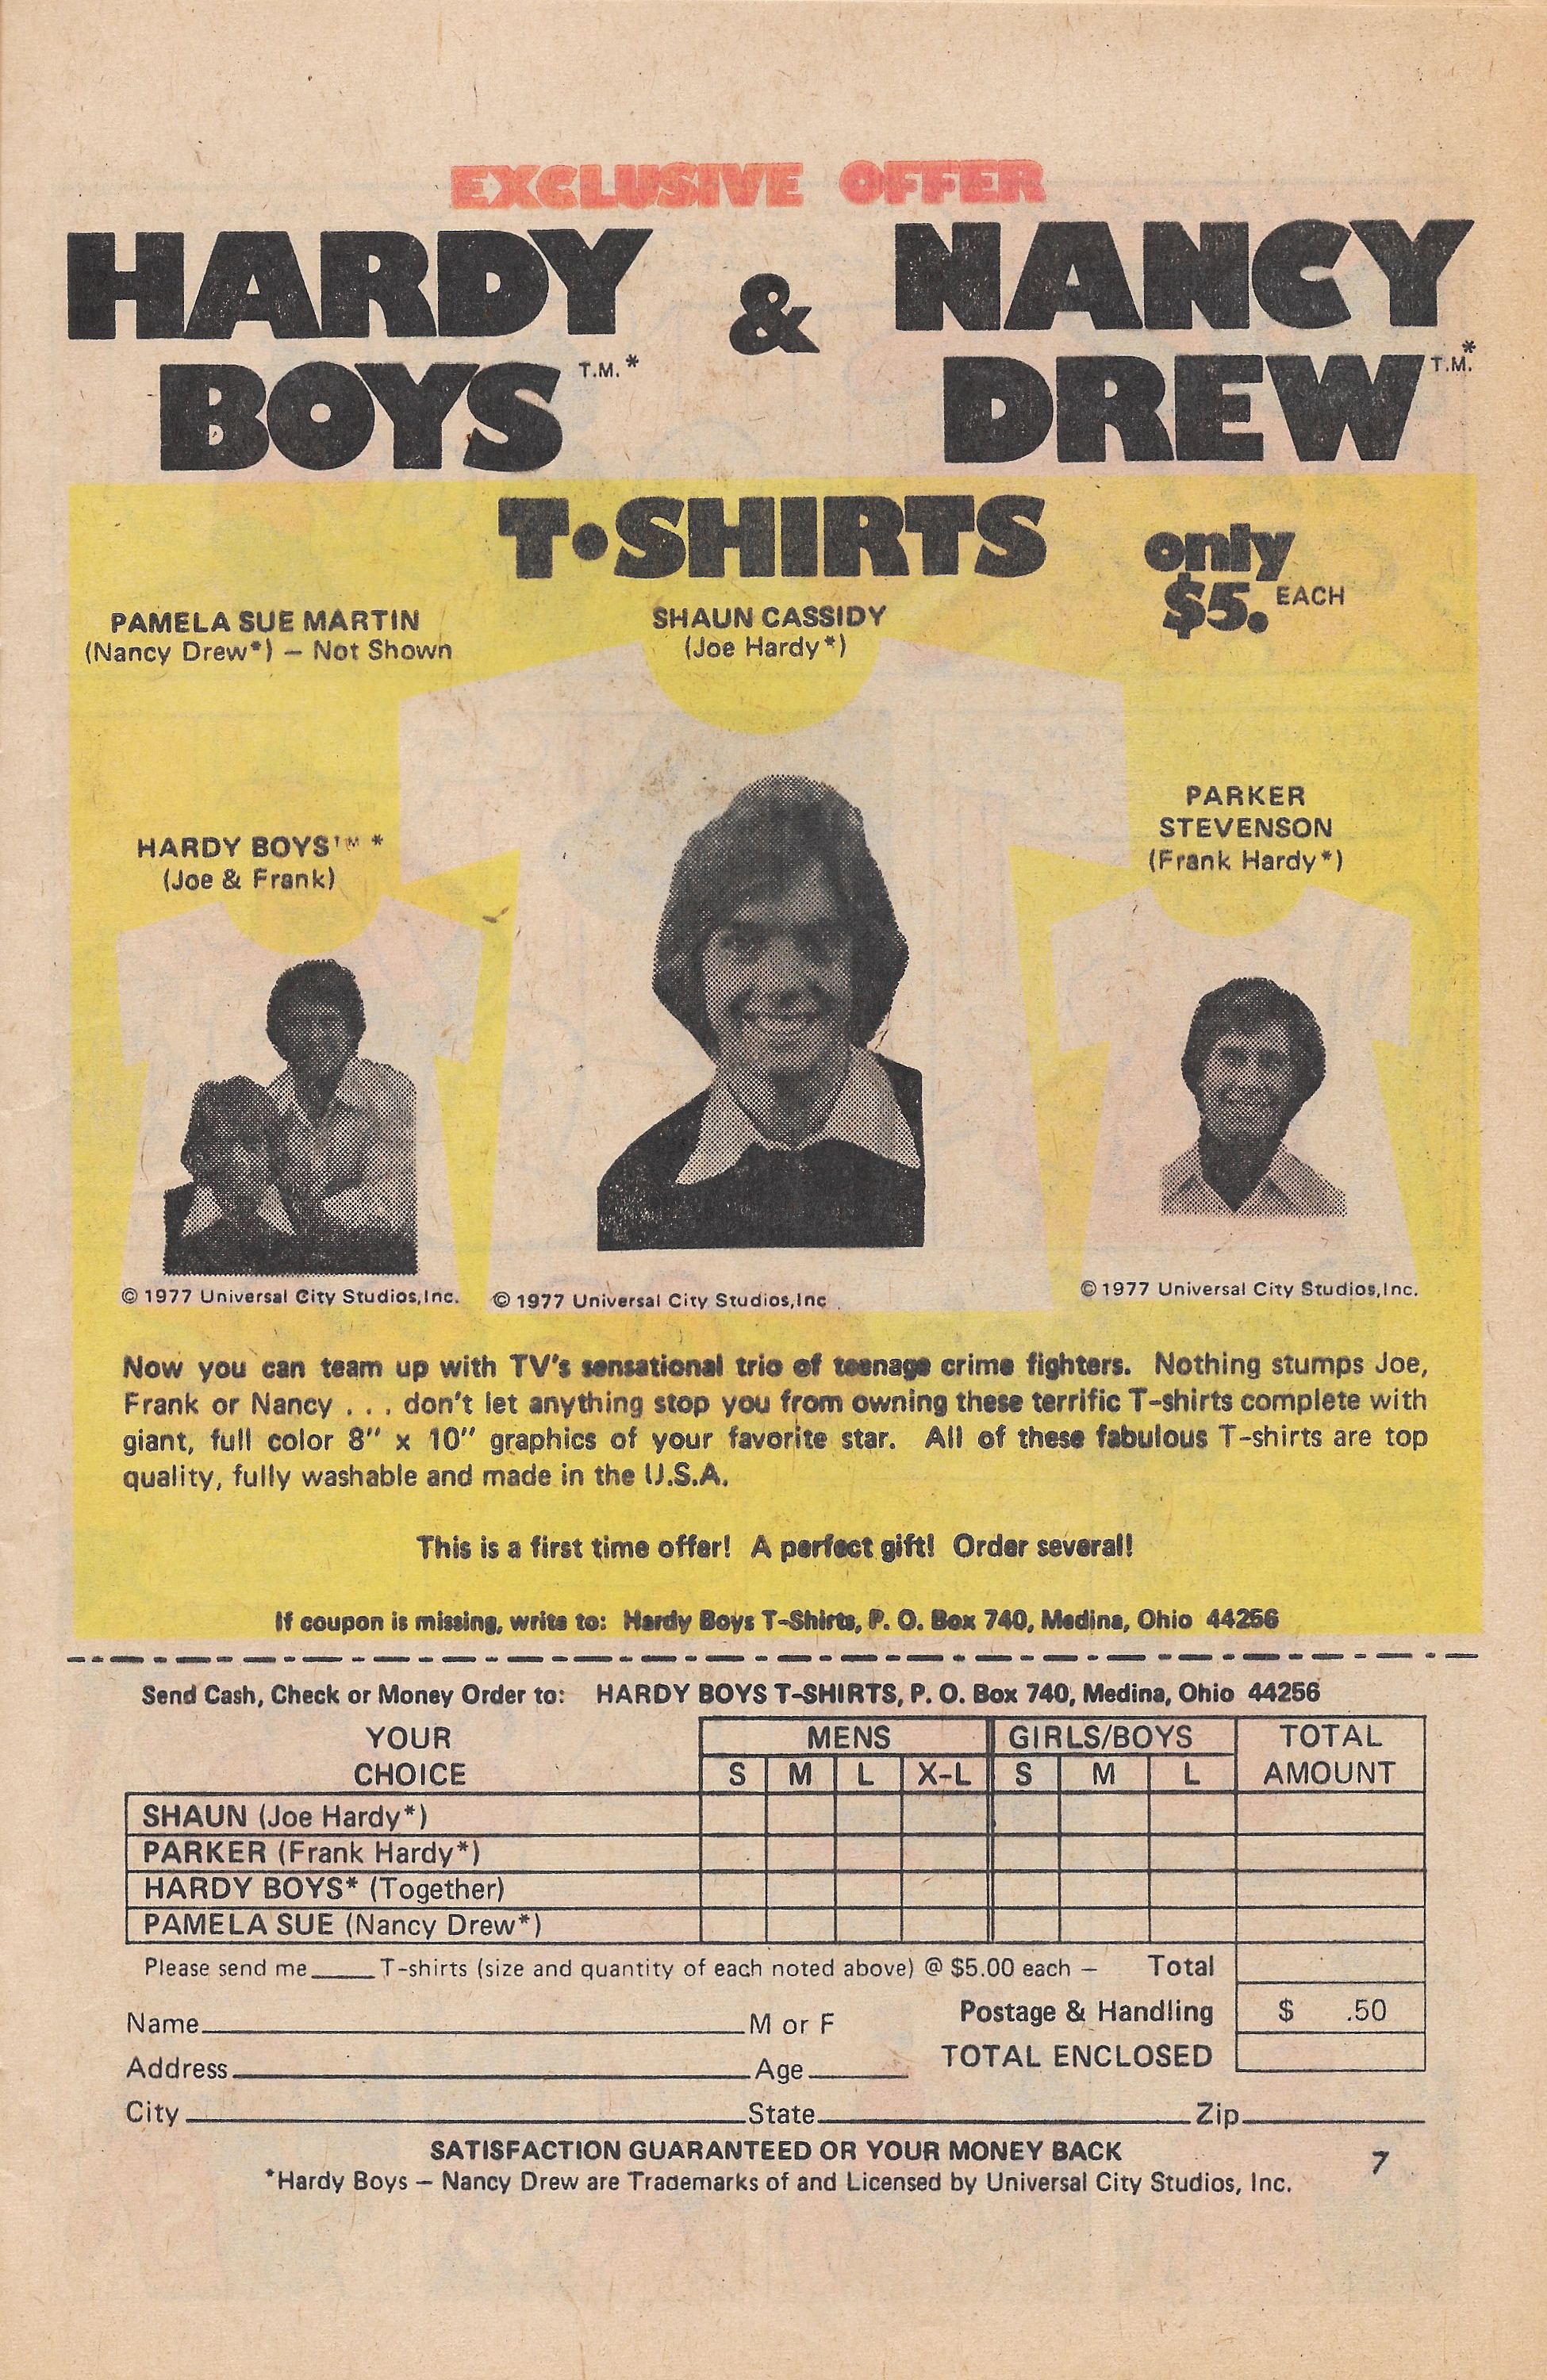 EXCLUSIVE OFFER
HARDY BOYS T.M.* & NANCY DREW T.M.*
T•SHIRTS
only $5. EACH
PAMELA SUE MARTIN
(Nancy Drew*) – Not Shown
SHAUN CASSIDY
(Joe Hardy*)
HARDY BOYS™ *
(Joe & Frank)
PARKER
STEVENSON
(Frank Hardy*)
© 1977 Universal City Studios,Inc.
© 1977 Universal City Studios,Inc.
© 1977 Universal City Studios,Inc.
Now you can team up with TV's sensational trio of teenage crime fighters. Nothing stumps Joe,
Frank or Nancy . . . don't let anything stop you from owning these terrific T-shirts complete with
giant, full color 8" x 10" graphics of your favorite star. All of these fabulous T-shirts are top
quality, fully washable and made in the U.S.A.
This is a first time offer! A perfect gift! Order several!
If coupon is missing, write to: Hardy Boys T-Shirts, P. O. Box 740, Medina, Ohio 44256
Send Cash, Check or Money Order to: HARDY BOYS T-SHIRTS, P. O. Box 740, Medina, Ohio 44256
YOUR CHOICE
MENS
GIRLS/BOYS
TOTAL AMOUNT
S M L X-L S M L
SHAUN (Joe Hardy*)
PARKER (Frank Hardy*)
HARDY BOYS* (Together)
PAMELA SUE (Nancy Drew*)
Please send me____ T-shirts (size and quantity of each noted above) @ $5.00 each – Total
Postage & Handling $ .50
TOTAL ENCLOSED
Name M or F
Address Age
City State Zip
SATISFACTION GUARANTEED OR YOUR MONEY BACK
7
*Hardy Boys – Nancy Drew are Trademarks of and Licensed by Universal City Studios, Inc.